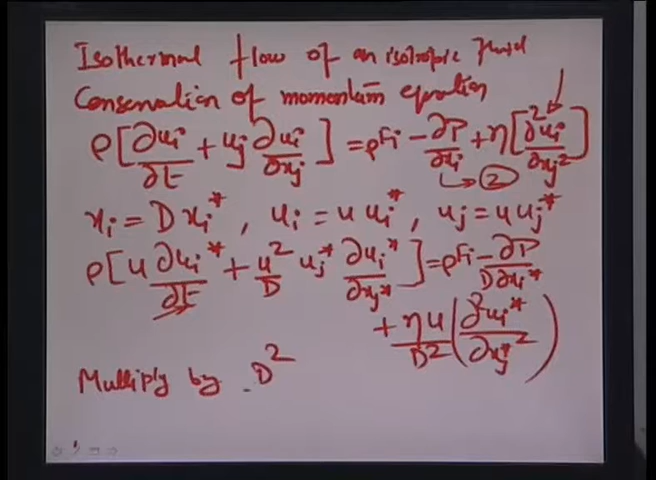 Isothermal flow of an isotropic fluid
Conservation of momentum equation
ρ[∂ui/∂t + uj ∂ui/∂xj] = ρFi − ∂P/∂xi + η[∂²ui/∂xj²]
→ ②
xi = D xi*, ui = u ui*, uj = u uj*
ρ[u ∂ui*/∂t + u²/D uj* ∂ui*/∂xj*] = ρFi − ∂P/D∂xi*
+ ηu/D² (∂²ui*/∂xj*²)
Multiply by D²